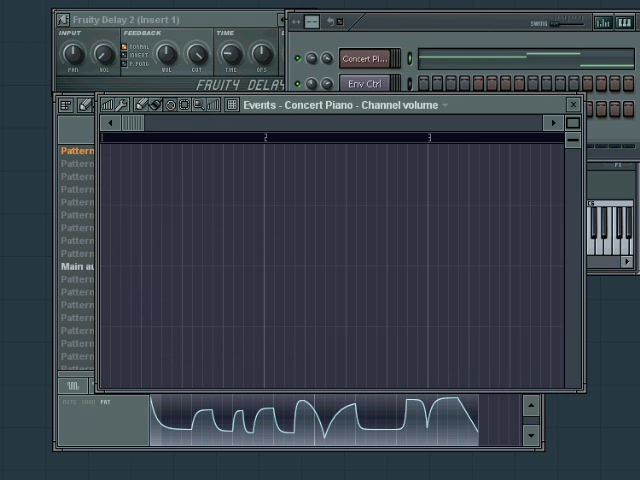 Fruity Delay 2 (Insert 1)
INPUT
FEEDBACK
TIME
NORMAL
INVERT
P.PONG
PAN
VOL
VOL
CUT
TIME
OFS
FRUITY DELAY
SWING
Concert Pi...
Env Ctrl
Events - Concert Piano - Channel volume
2
3
Pattern
Pattern
Pattern
Pattern
Pattern
Pattern
Pattern
Pattern
Pattern
Main au
Pattern
Pattern
Pattern
Pattern
Pattern
Pattern
Pattern
PAT